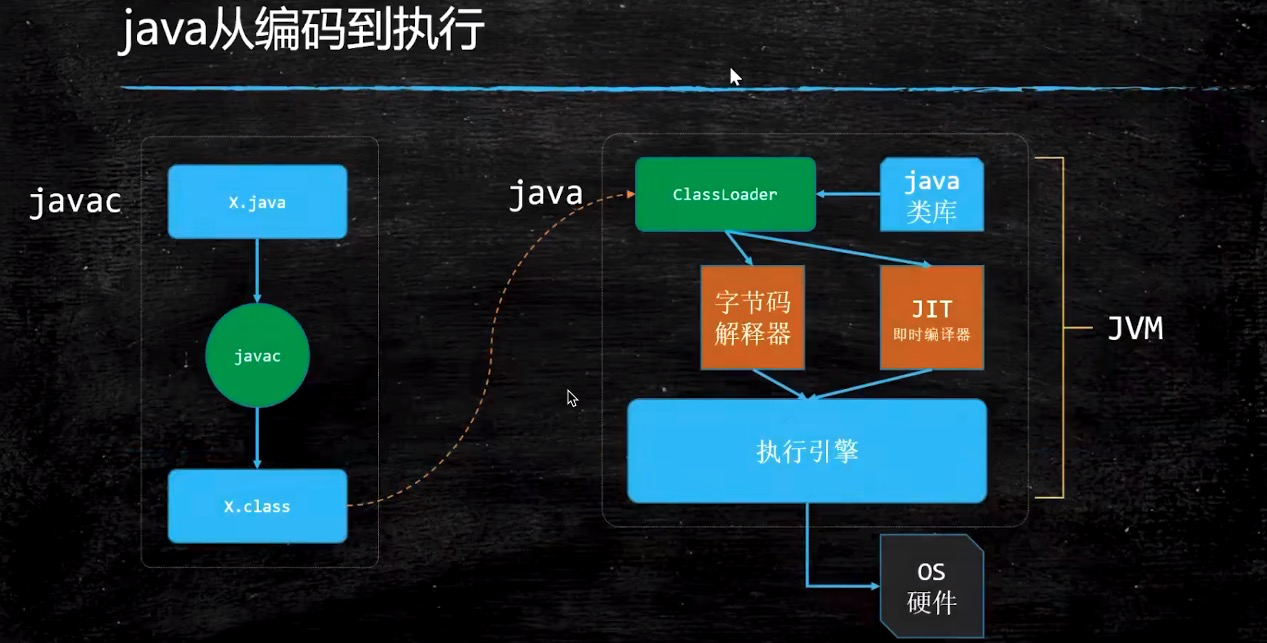 java从编码到执行
javac
X.java
javac
X.class
java
ClassLoader
java
类库
字节码
解释器
JIT
即时编译器
执行引擎
JVM
OS
硬件